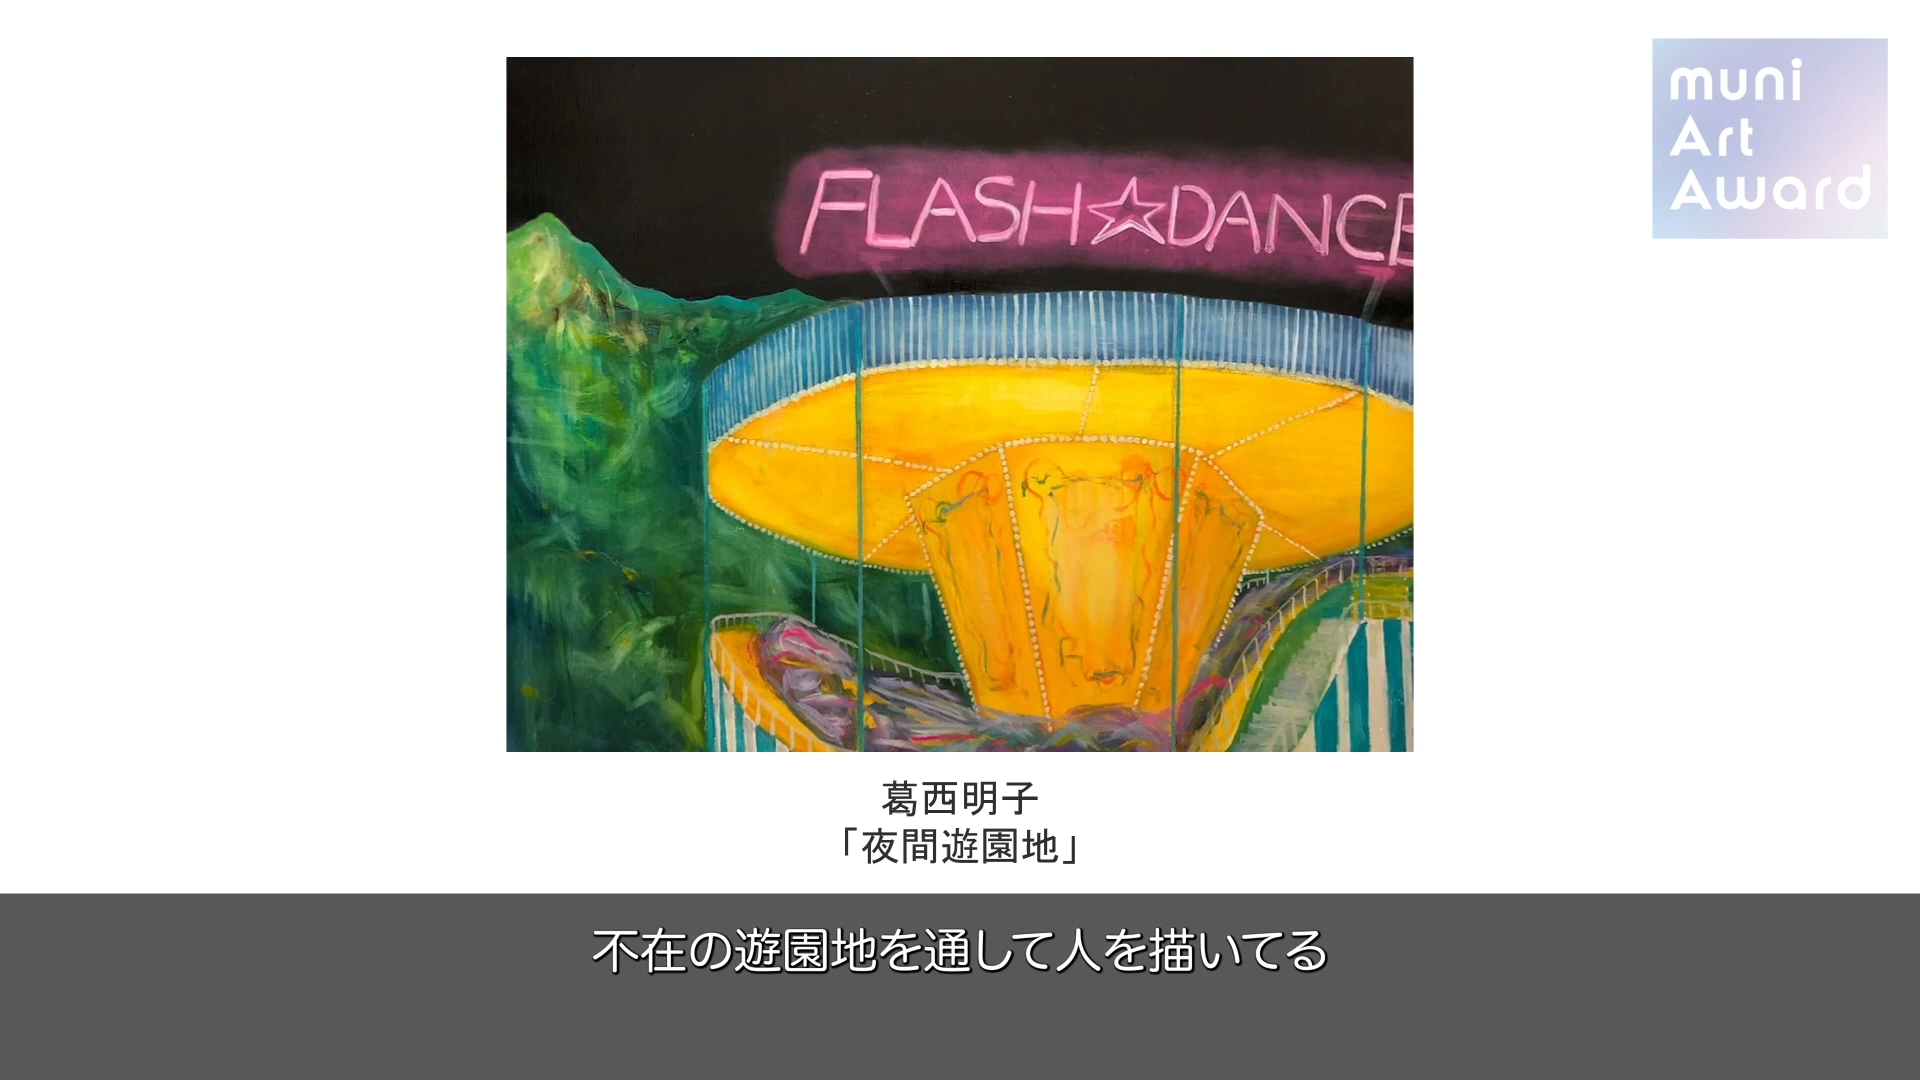 muni
Art
Award
FLASH☆DANCE
葛西明子
「夜間遊園地」
不在の遊園地を通して人を描いてる